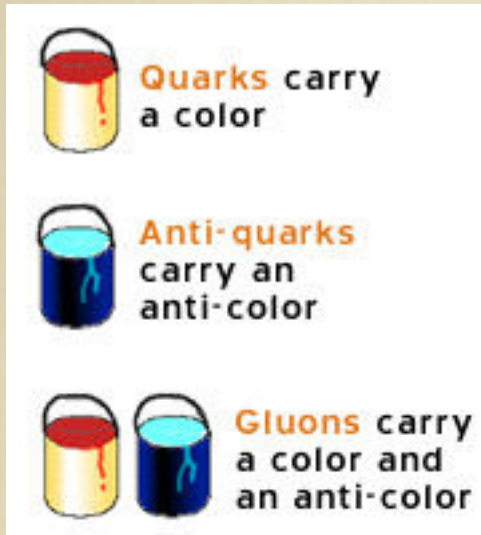 Quarks carry
a color
Anti-quarks
carry an
anti-color
Gluons carry
a color and
an anti-color